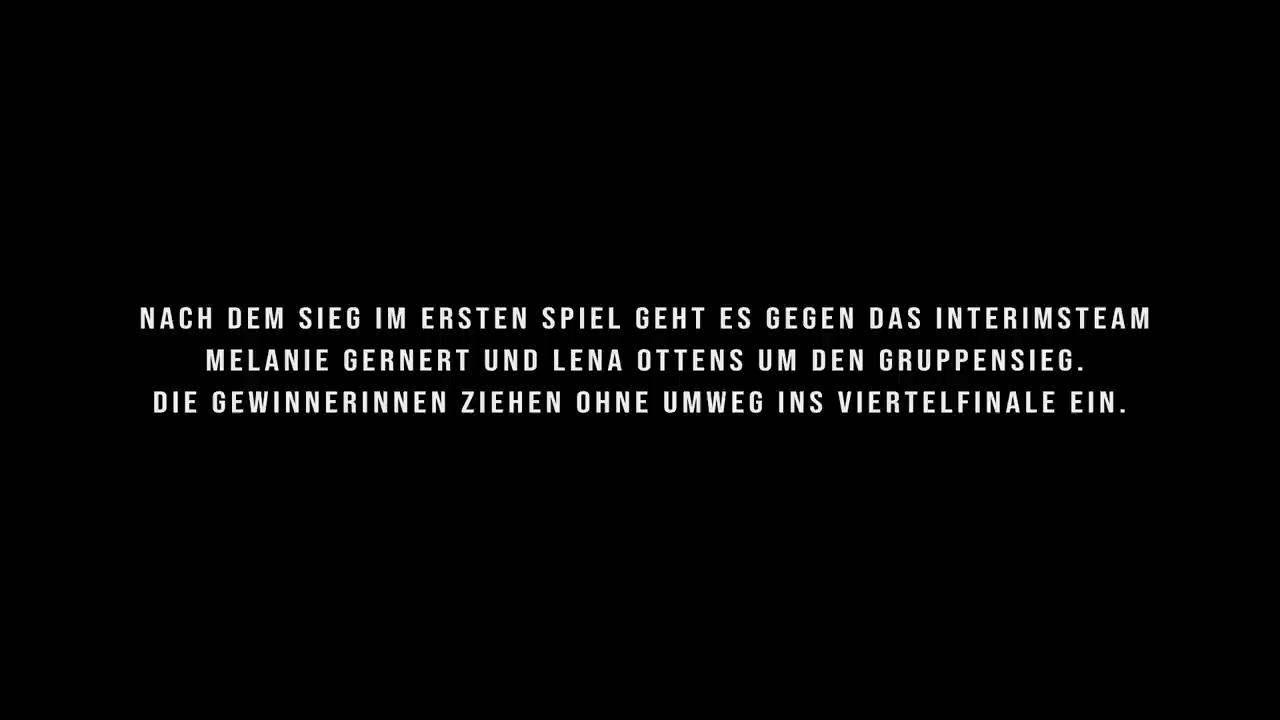 NACH DEM SIEG IM ERSTEN SPIEL GEHT ES GEGEN DAS INTERIMSTEAM
MELANIE GERNERT UND LENA OTTENS UM DEN GRUPPENSIEG.
DIE GEWINNERINNEN ZIEHEN OHNE UMWEG INS VIERTELFINALE EIN.